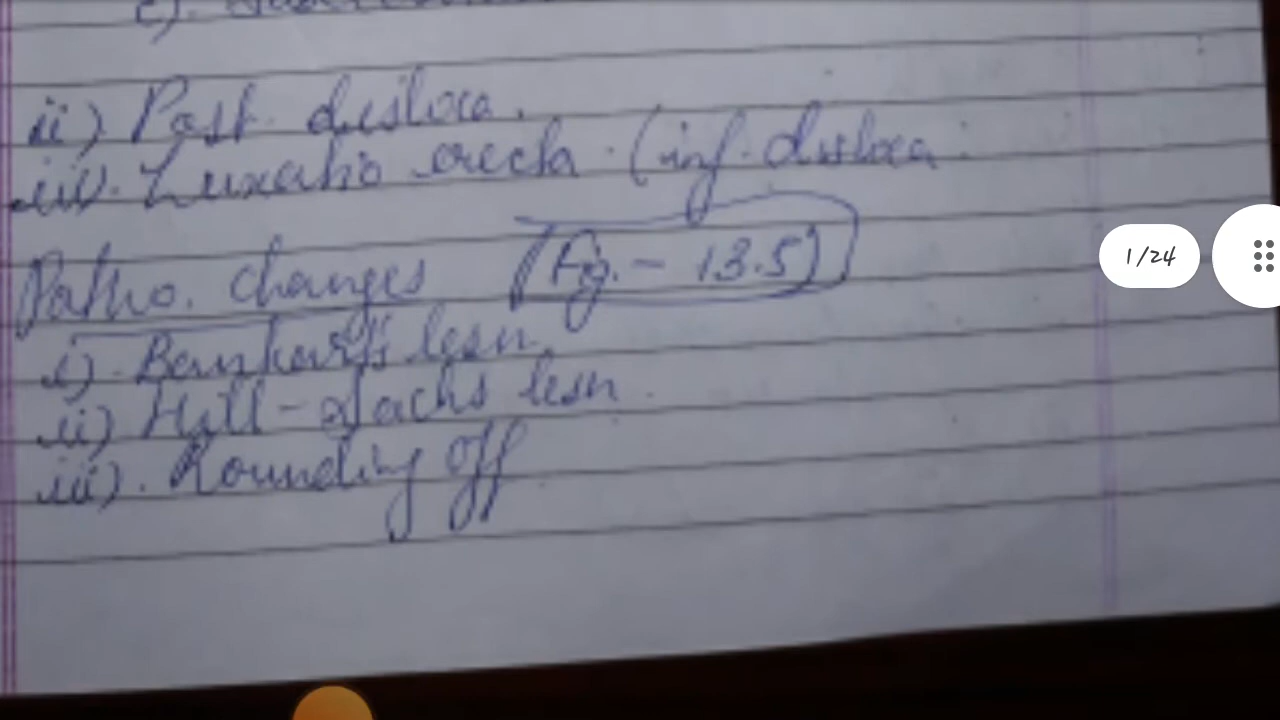 ii) Post. disloca.
iii). Luxatio erecta. (inf. disloca.
Patho. Changes (Fig. - 13.5)
i). Bankart's lesn.
ii) Hill-Sachs lesn.
iii). Rounding off
1/24